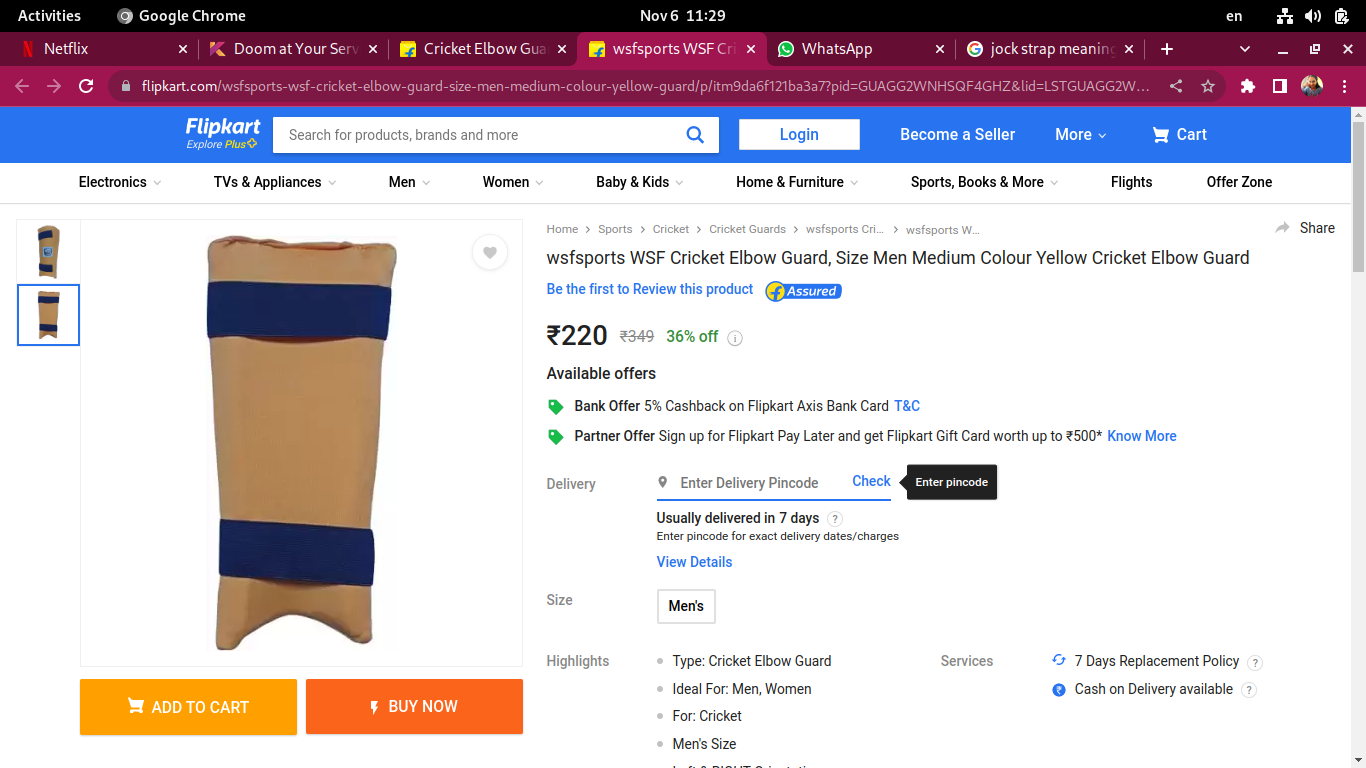 Activities
Google Chrome
Nov 6 11:29
en
Netflix
Doom at Your Serv
Cricket Elbow Gua
wsfsports WSF Cri
WhatsApp
jock strap meaning
flipkart.com/wsfsports-wsf-cricket-elbow-guard-size-men-medium-colour-yellow-guard/p/itm9da6f121ba3a7?pid=GUAGG2WNHSQF4GHZ&lid=LSTGUAGG2W...
Flipkart
Explore Plus
Search for products, brands and more
Login
Become a Seller
More
Cart
Electronics
TVs & Appliances
Men
Women
Baby & Kids
Home & Furniture
Sports, Books & More
Flights
Offer Zone
Home
Sports
Cricket
Cricket Guards
wsfsports Cri...
wsfsports W...
Share
wsfsports WSF Cricket Elbow Guard, Size Men Medium Colour Yellow Cricket Elbow Guard
Be the first to Review this product
Assured
₹220 ₹349 36% off
Available offers
Bank Offer 5% Cashback on Flipkart Axis Bank Card T&C
Partner Offer Sign up for Flipkart Pay Later and get Flipkart Gift Card worth up to ₹500* Know More
Delivery
Enter Delivery Pincode
Check
Enter pincode
Usually delivered in 7 days ?
Enter pincode for exact delivery dates/charges
View Details
Size
Men's
Highlights
Type: Cricket Elbow Guard
Ideal For: Men, Women
For: Cricket
Men's Size
Services
7 Days Replacement Policy ?
Cash on Delivery available ?
ADD TO CART
BUY NOW